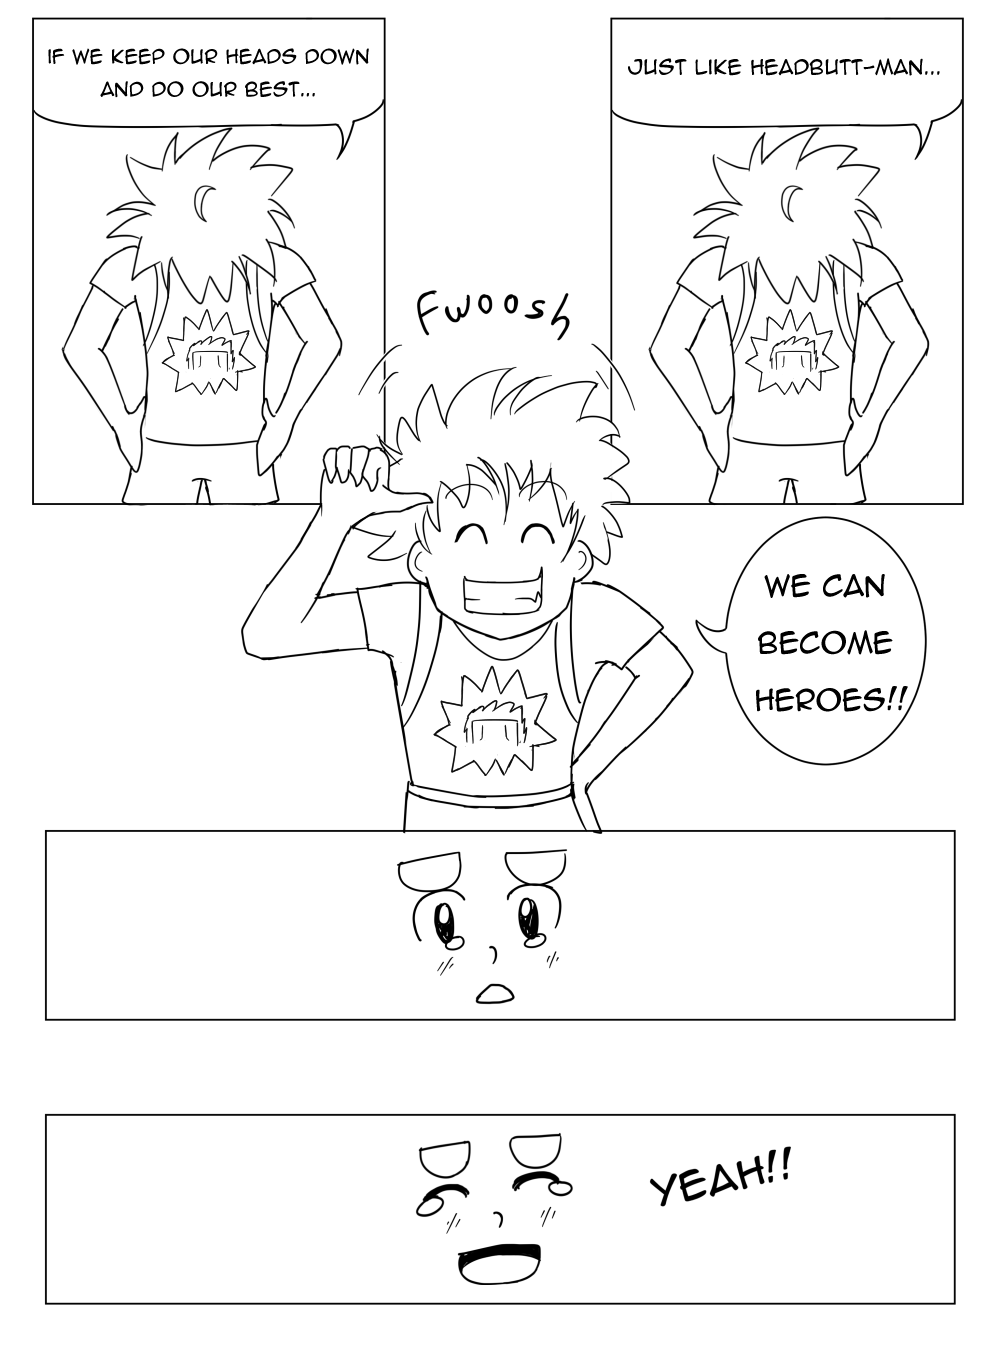 IF WE KEEP OUR HEADS DOWN
AND DO OUR BEST...
JUST LIKE HEADBUTT-MAN...
Fwoosh
WE CAN
BECOME
HEROES!!
YEAH!!